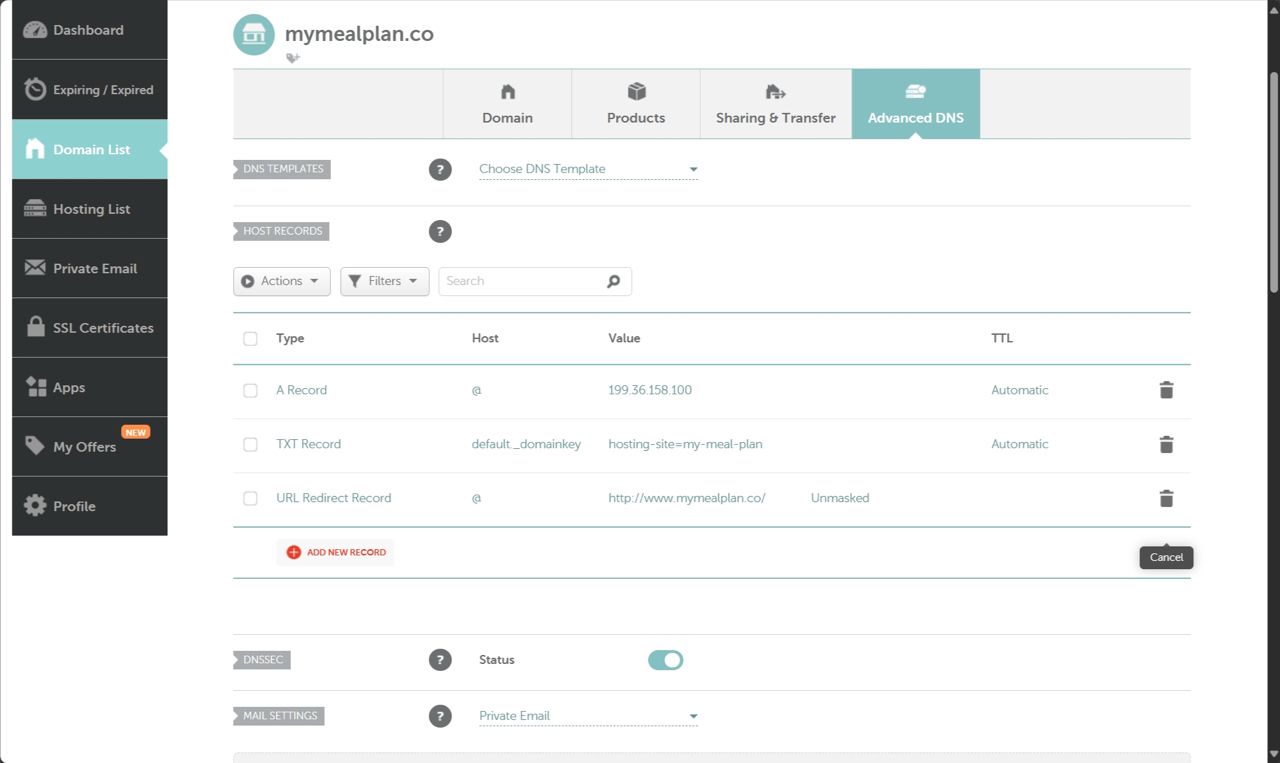 Dashboard
Expiring / Expired
Domain List
Hosting List
Private Email
SSL Certificates
Apps
NEW
My Offers
Profile
mymealplan.co
Domain
Products
Sharing & Transfer
Advanced DNS
DNS TEMPLATES ? Choose DNS Template
HOST RECORDS ?
Actions Filters Search
Type Host Value TTL
A Record @ 199.36.158.100 Automatic
TXT Record default._domainkey hosting-site=my-meal-plan Automatic
URL Redirect Record @ http://www.mymealplan.co/ Unmasked
ADD NEW RECORD
Cancel
DNSSEC ? Status
MAIL SETTINGS ? Private Email